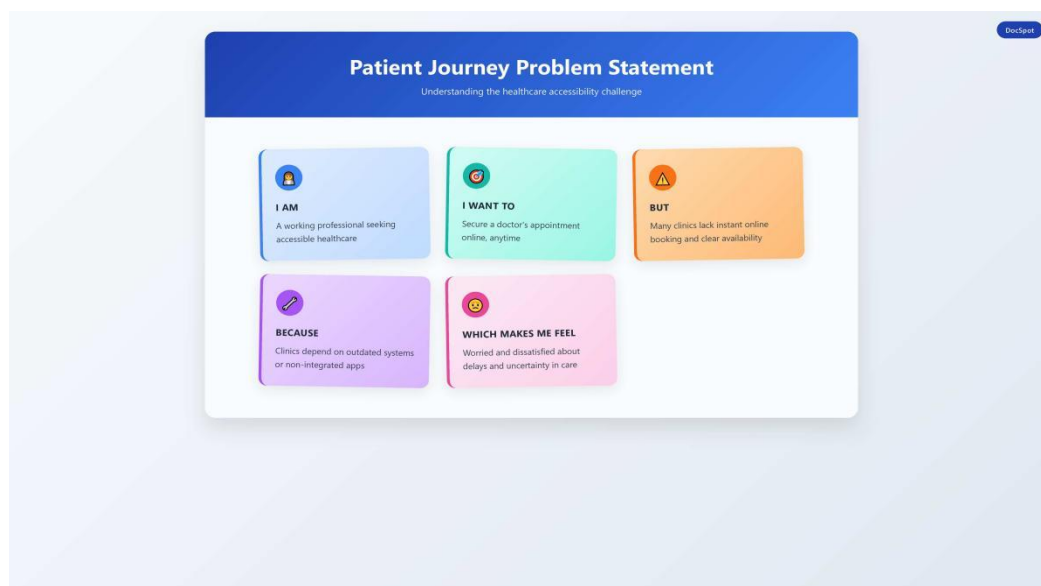 DocSpot
Patient Journey Problem Statement
Understanding the healthcare accessibility challenge
I AM
A working professional seeking
accessible healthcare
I WANT TO
Secure a doctor's appointment
online, anytime
BUT
Many clinics lack instant online
booking and clear availability
BECAUSE
Clinics depend on outdated systems
or non-integrated apps
WHICH MAKES ME FEEL
Worried and dissatisfied about
delays and uncertainty in care